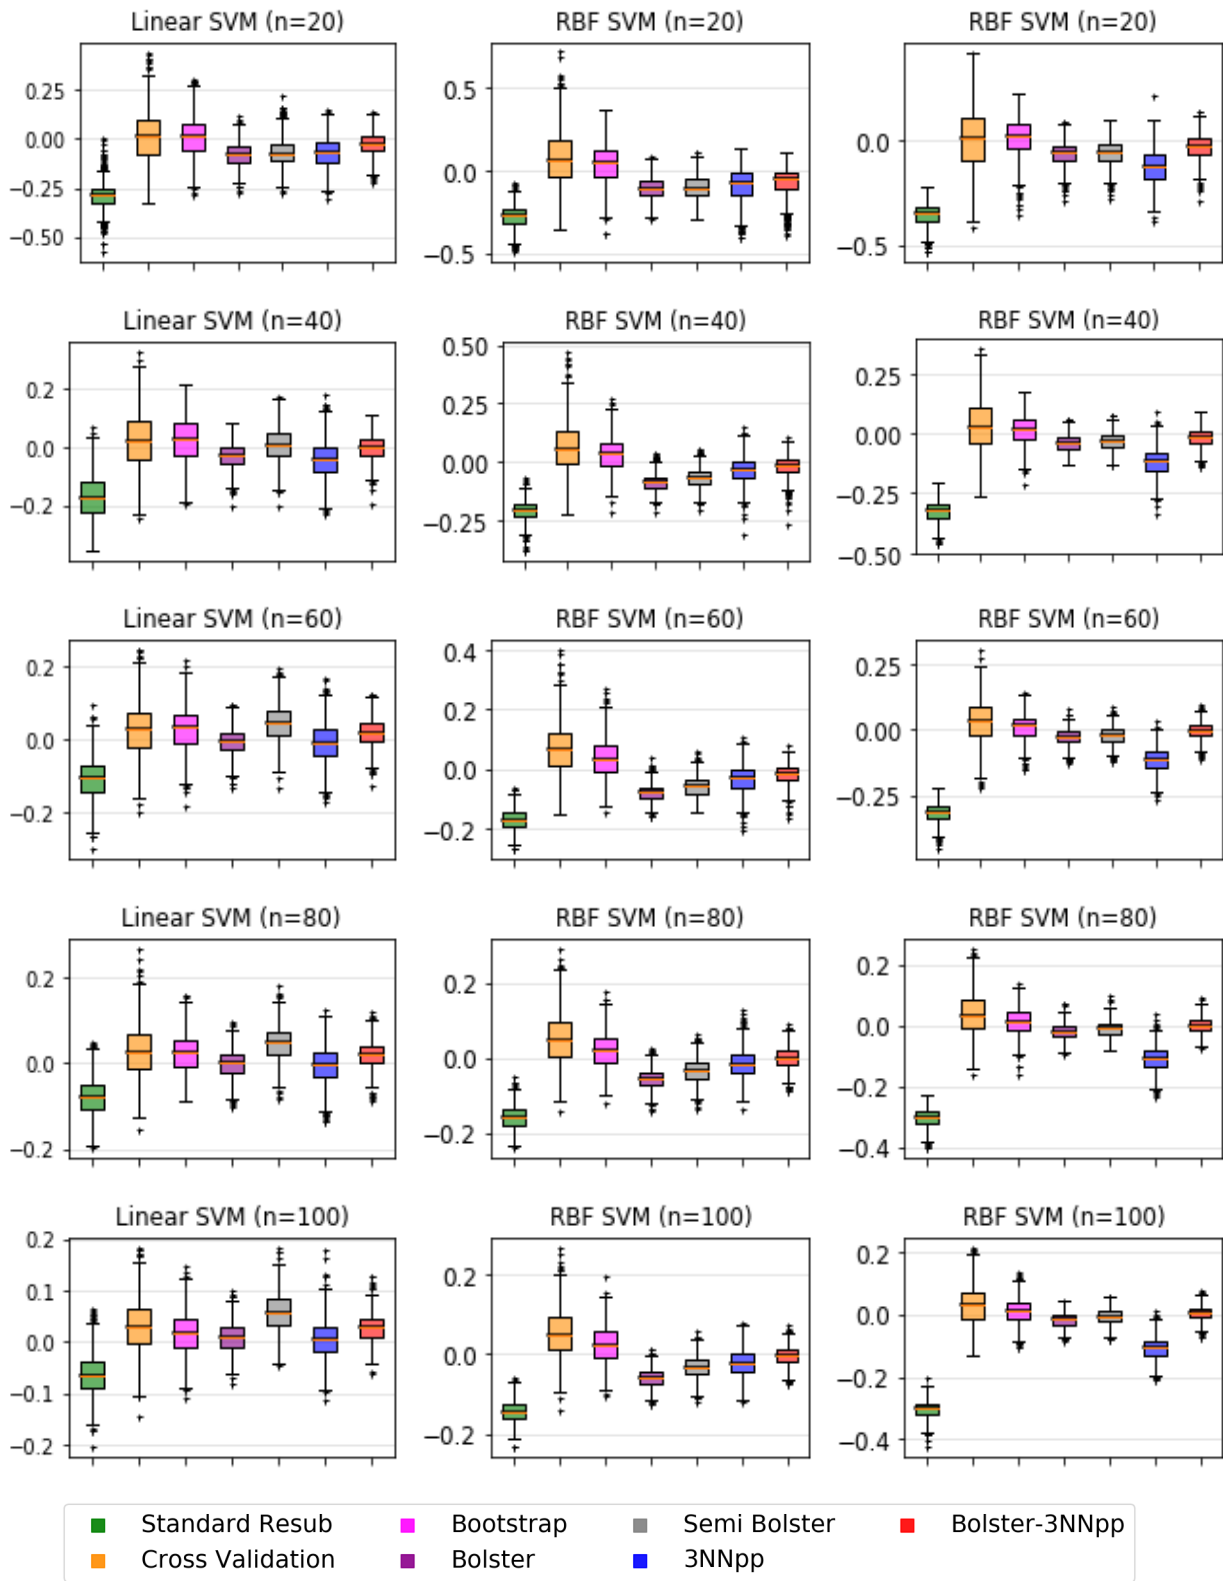 Linear SVM (n=20) RBF SVM (n=20) RBF SVM (n=20)
0.25 0.5
0.00 0.0 0.0
−0.25
−0.50 −0.5 −0.5
Linear SVM (n=40) RBF SVM (n=40) RBF SVM (n=40)
0.50
0.2 0.25 0.25
0.0 0.00 0.00
−0.2 −0.25 −0.25
−0.50
Linear SVM (n=60) RBF SVM (n=60) RBF SVM (n=60)
0.2 0.4 0.25
0.2
0.0 0.0 0.00
−0.2 −0.2 −0.25
Linear SVM (n=80) RBF SVM (n=80) RBF SVM (n=80)
0.2 0.2 0.2
0.0 0.0 0.0
−0.2
−0.2 −0.2 −0.4
Linear SVM (n=100) RBF SVM (n=100) RBF SVM (n=100)
0.2 0.2
0.1 0.2
0.0 0.0 0.0
−0.1 −0.2
−0.2 −0.2 −0.4
Standard Resub Bootstrap Semi Bolster Bolster-3NNpp
Cross Validation Bolster 3NNpp